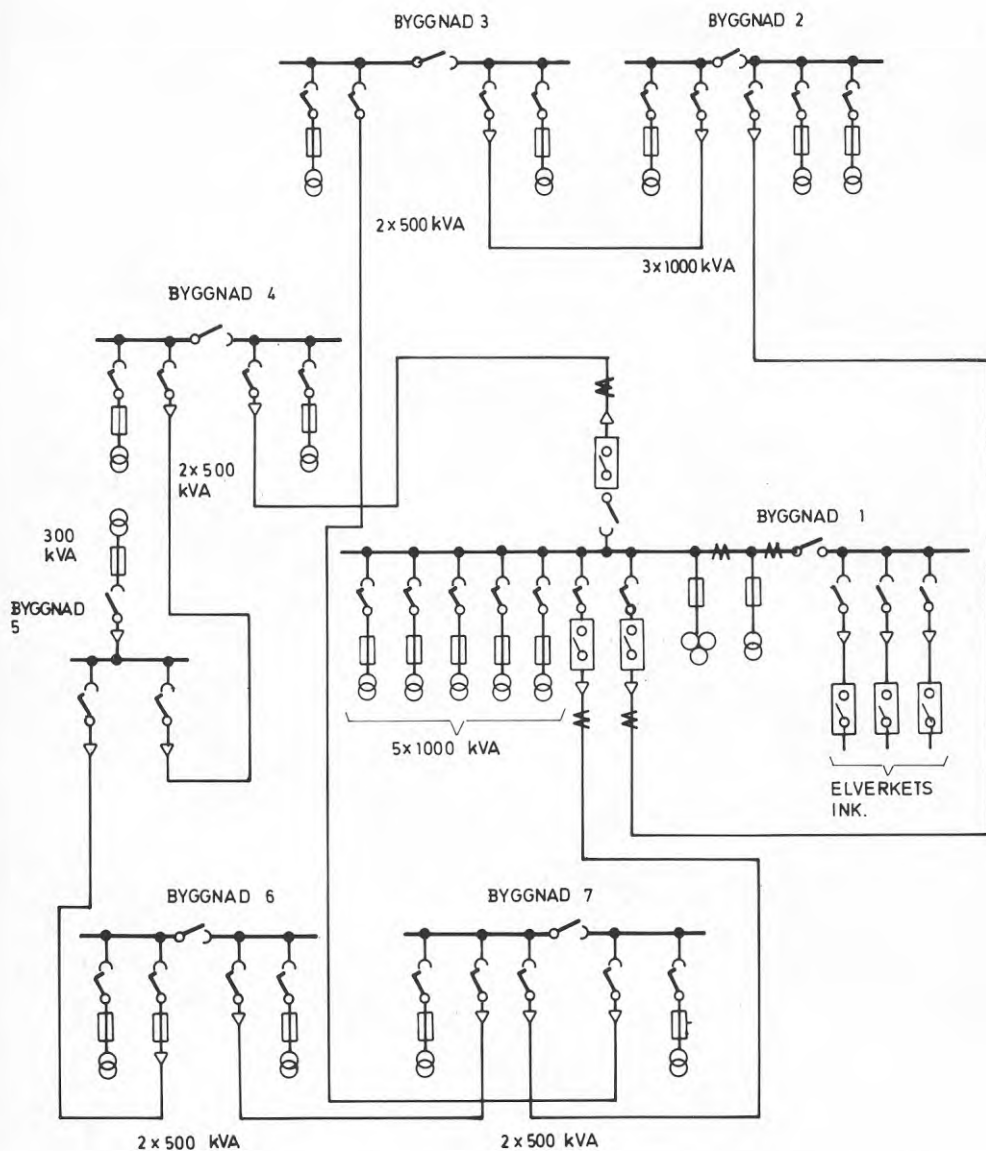 BYGGNAD 3
BYGGNAD 2
2×500 kVA
3×1000 kVA
BYGGNAD 4
2×500
kVA
300
kVA
BYGGNAD 1
BYGGNAD
5
5×1000 kVA
ELVERKETS
INK.
BYGGNAD 6
BYGGNAD 7
2×500 kVA
2×500 kVA